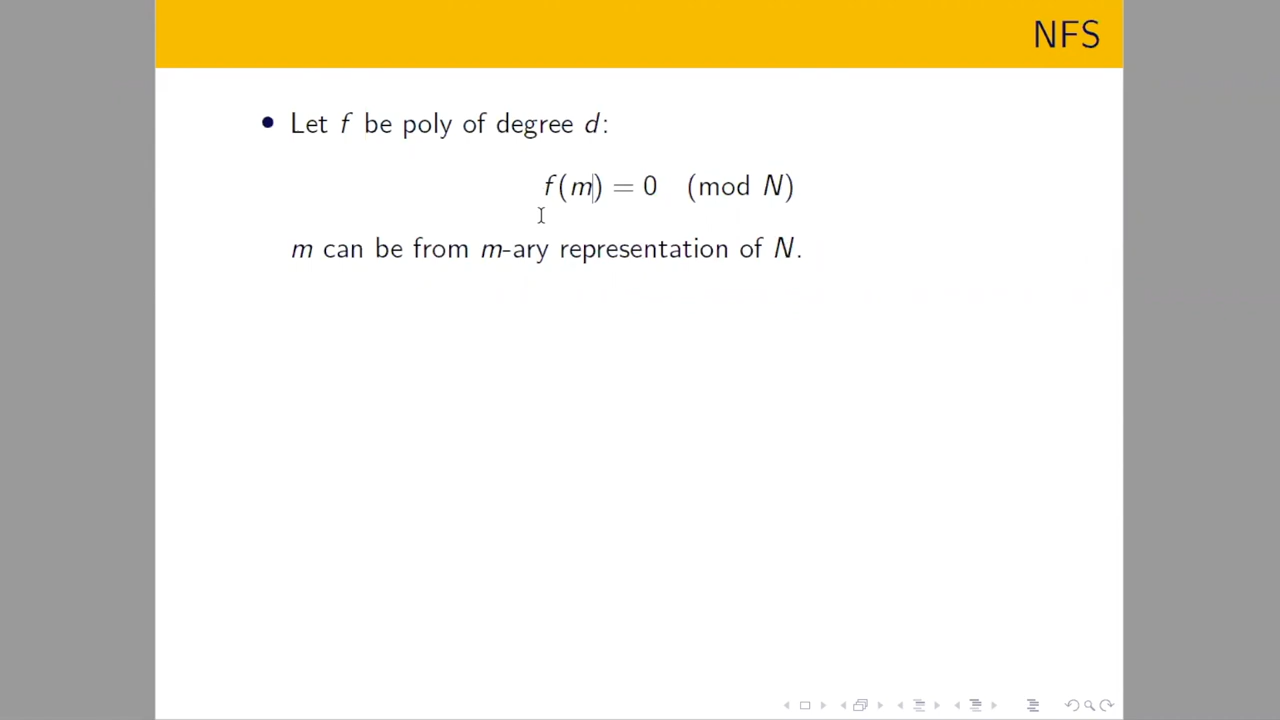 NFS
• Let f be poly of degree d:
f(m) = 0 (mod N)
m can be from m-ary representation of N.